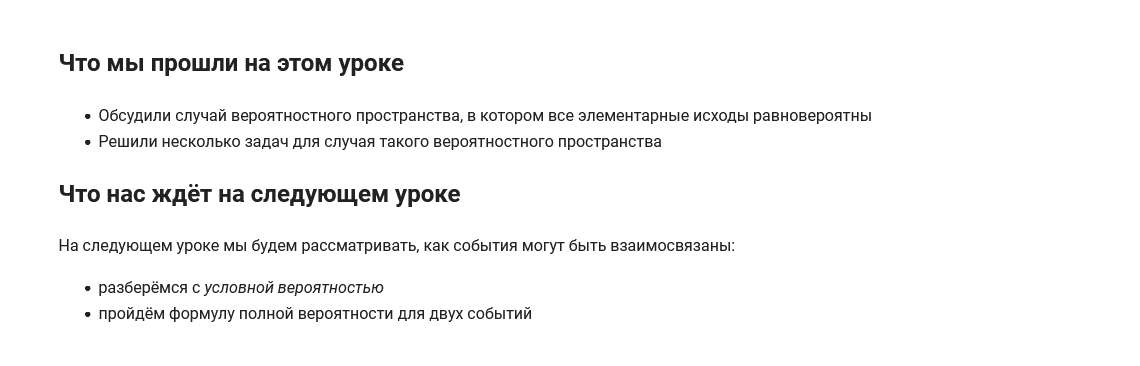 Что мы прошли на этом уроке
• Обсудили случай вероятностного пространства, в котором все элементарные исходы равновероятны
• Решили несколько задач для случая такого вероятностного пространства
Что нас ждёт на следующем уроке
На следующем уроке мы будем рассматривать, как события могут быть взаимосвязаны:
• разберёмся с условной вероятностью
• пройдём формулу полной вероятности для двух событий